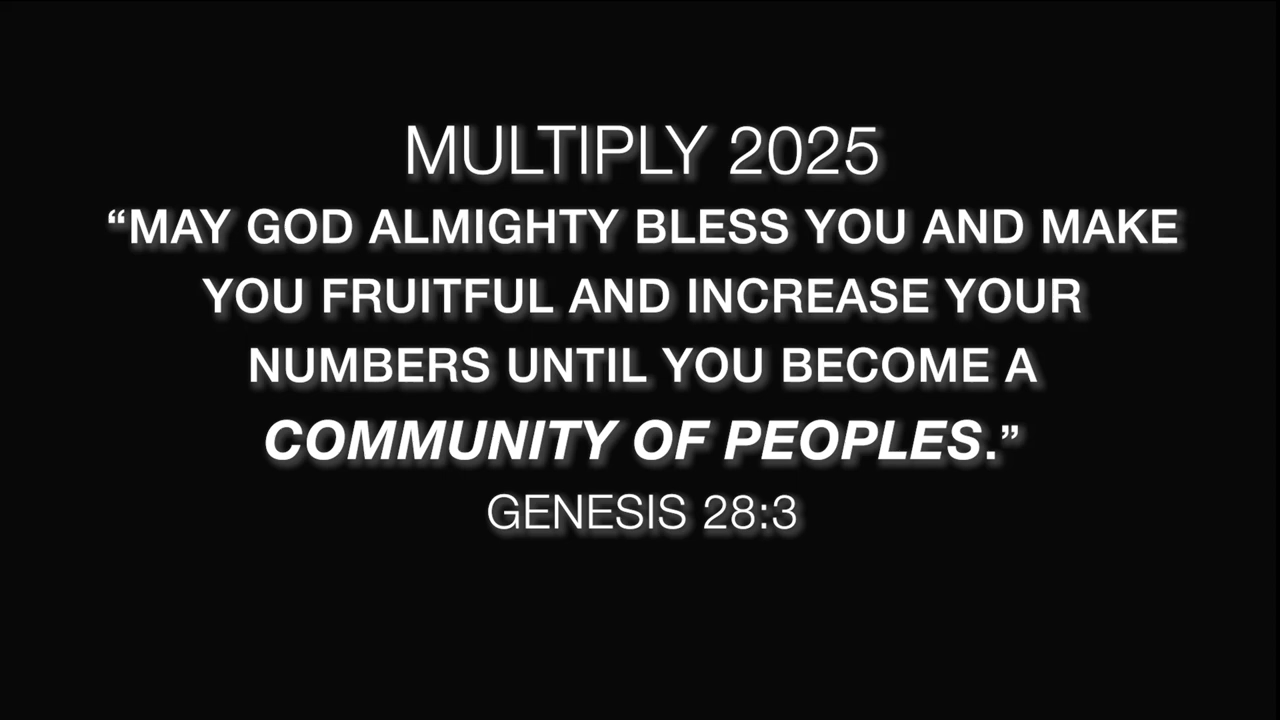 MULTIPLY 2025
“MAY GOD ALMIGHTY BLESS YOU AND MAKE
YOU FRUITFUL AND INCREASE YOUR
NUMBERS UNTIL YOU BECOME A
COMMUNITY OF PEOPLES.”
GENESIS 28:3